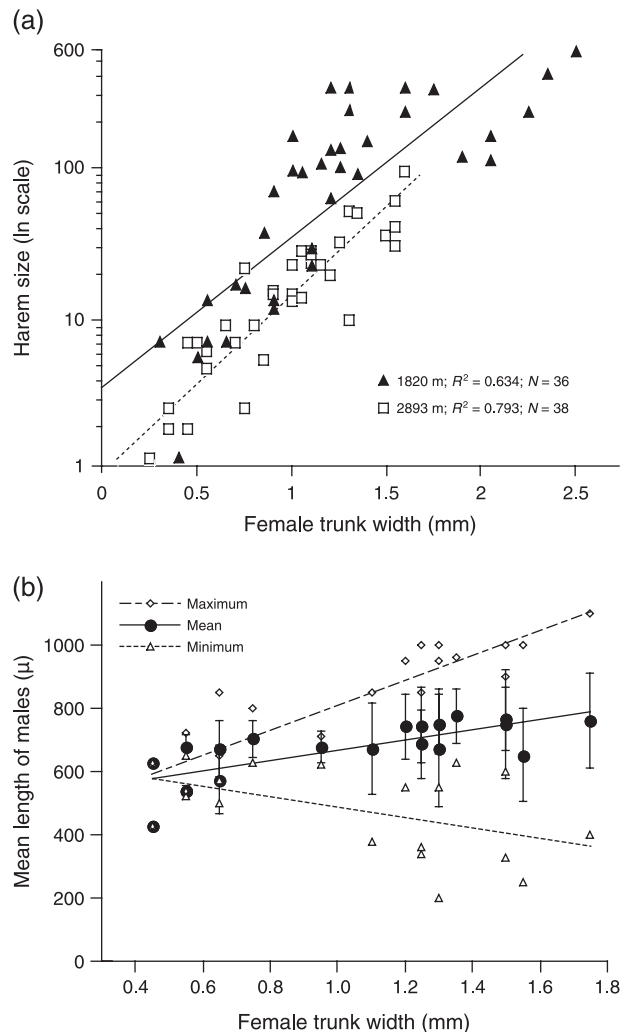 (a)
600
100
10
1
Harem size (ln scale)
▲ 1820 m; R² = 0.634; N = 36
□ 2893 m; R² = 0.793; N = 38
0 0.5 1 1.5 2 2.5
Female trunk width (mm)
(b)
Maximum
Mean
Minimum
1000
800
600
400
200
0
Mean length of males (μ)
0.4 0.6 0.8 1.0 1.2 1.4 1.6 1.8
Female trunk width (mm)